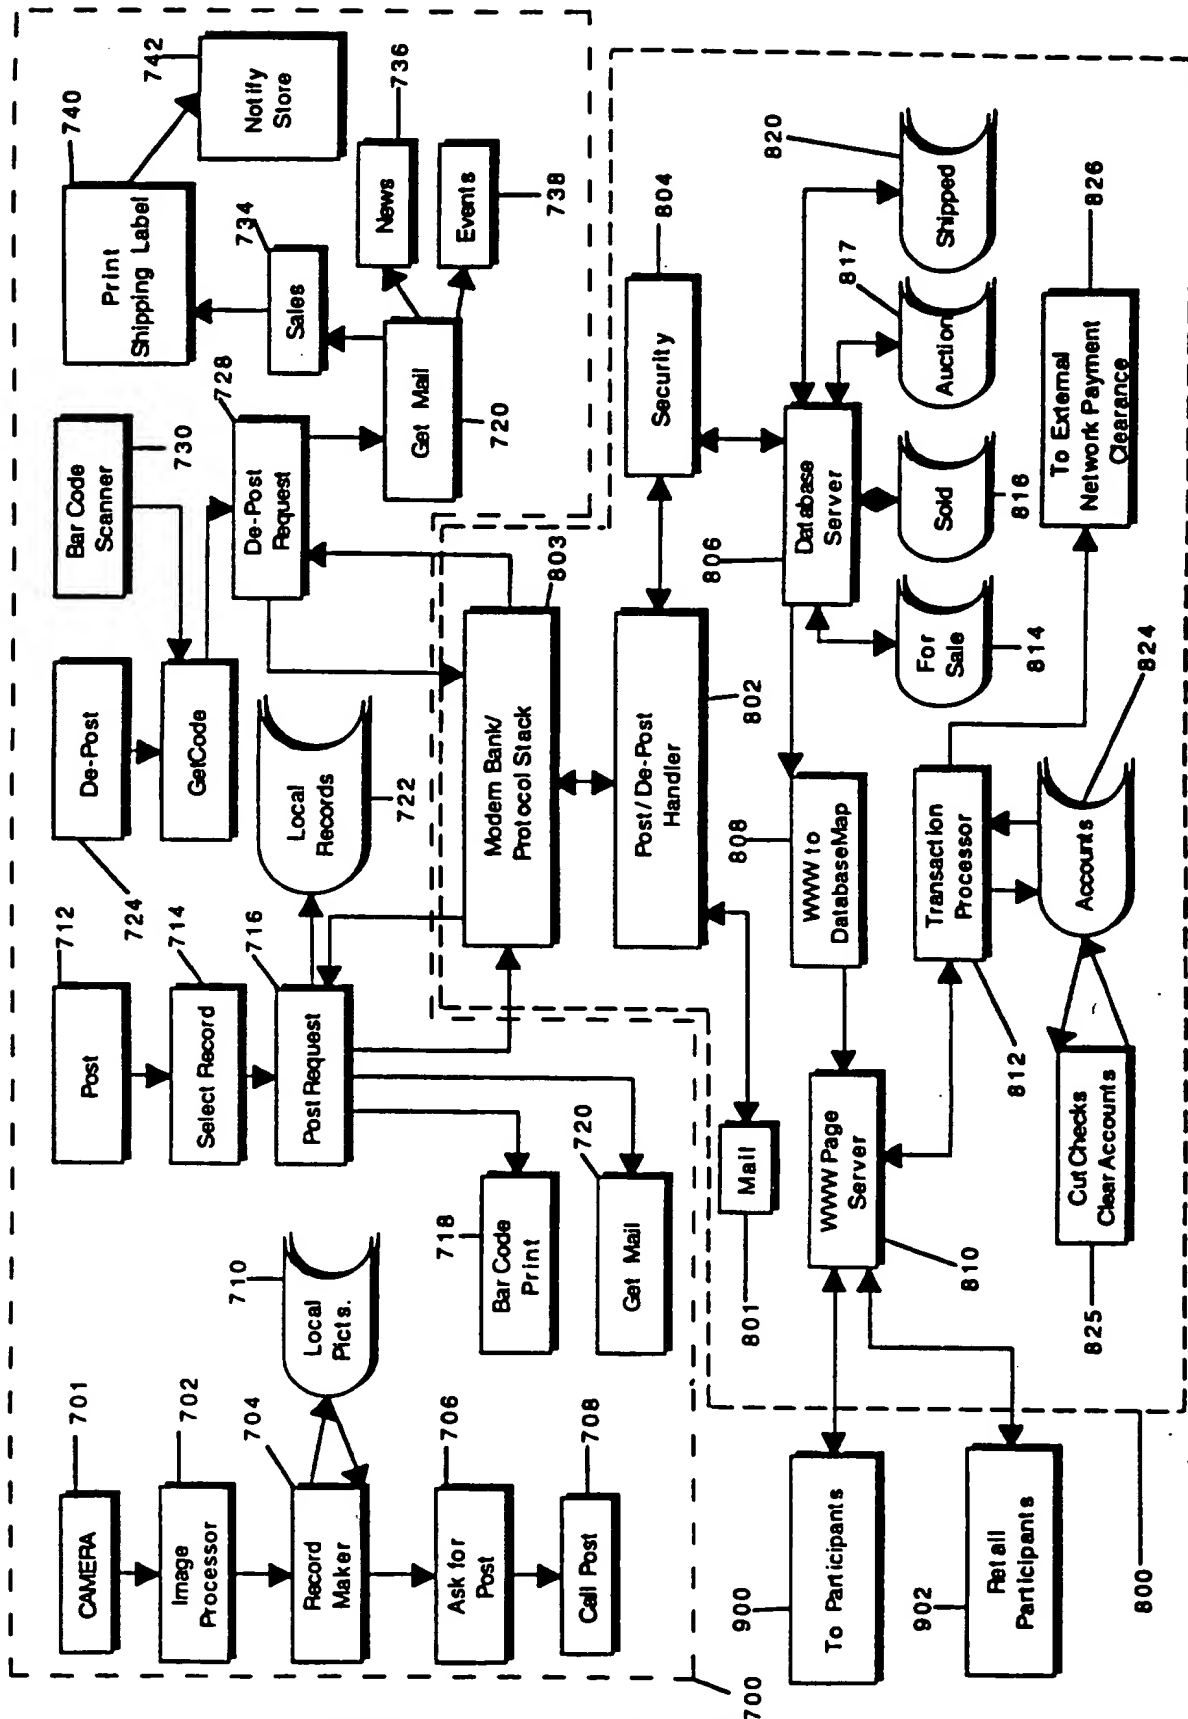 CAMERA
701
Image
Processor
702
Record
Maker
704
Local
Picts.
710
Ask for
Post
706
Call Post
708
Post
712
Select Record
714
Post Request
716
Bar Code
Print
718
Get Mail
720
Local
Records
722
De-Post
724
GetCode
Bar Code
Scanner
730
De-Post
Request
728
Get Mail
720
Sales
734
News
736
Events
738
Print
Shipping Label
740
Notify
Store
742
700
Modem Bank/
Protocol Stack
803
Post/De-Post
Handler
802
Mail
801
Security
804
Database
Server
806
WWW to
DatabaseMap
808
WWW Page
Server
810
For
Sale
814
Sold
816
Auction
817
Shipped
820
Transaction
Processor
812
Accounts
824
Cut Checks
Clear Accounts
825
To External
Network Payment
Clearance
826
To Participants
900
Retail
Participants
902
800